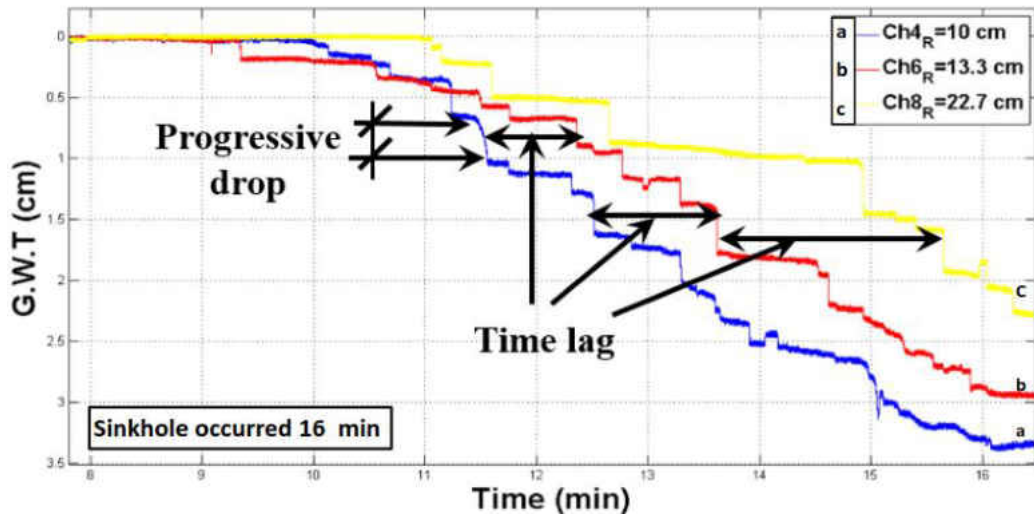 a Ch4R=10 cm
b Ch6R=13.3 cm
c Ch8R=22.7 cm
0
0.5
1
1.5
2
2.5
3
3.5
G.W.T (cm)
Progressive
drop
Time lag
Sinkhole occurred 16 min
c
b
a
8 9 10 11 12 13 14 15 16
Time (min)